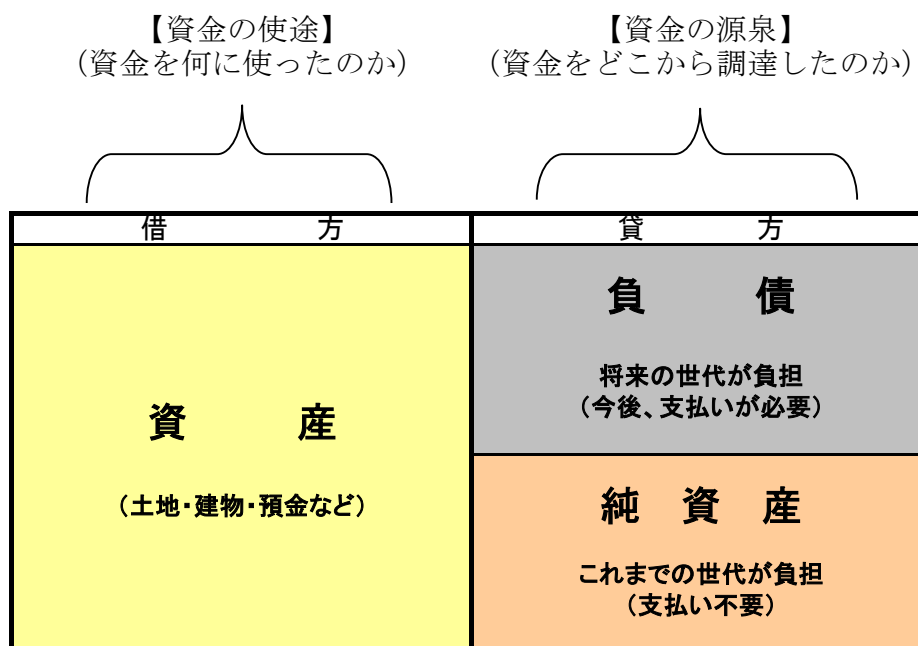 【資金の使途】
(資金を何に使ったのか)
【資金の源泉】
(資金をどこから調達したのか)
借方
貸方
資産
(土地・建物・預金など)
負債
将来の世代が負担
(今後、支払いが必要)
純資産
これまでの世代が負担
(支払い不要)